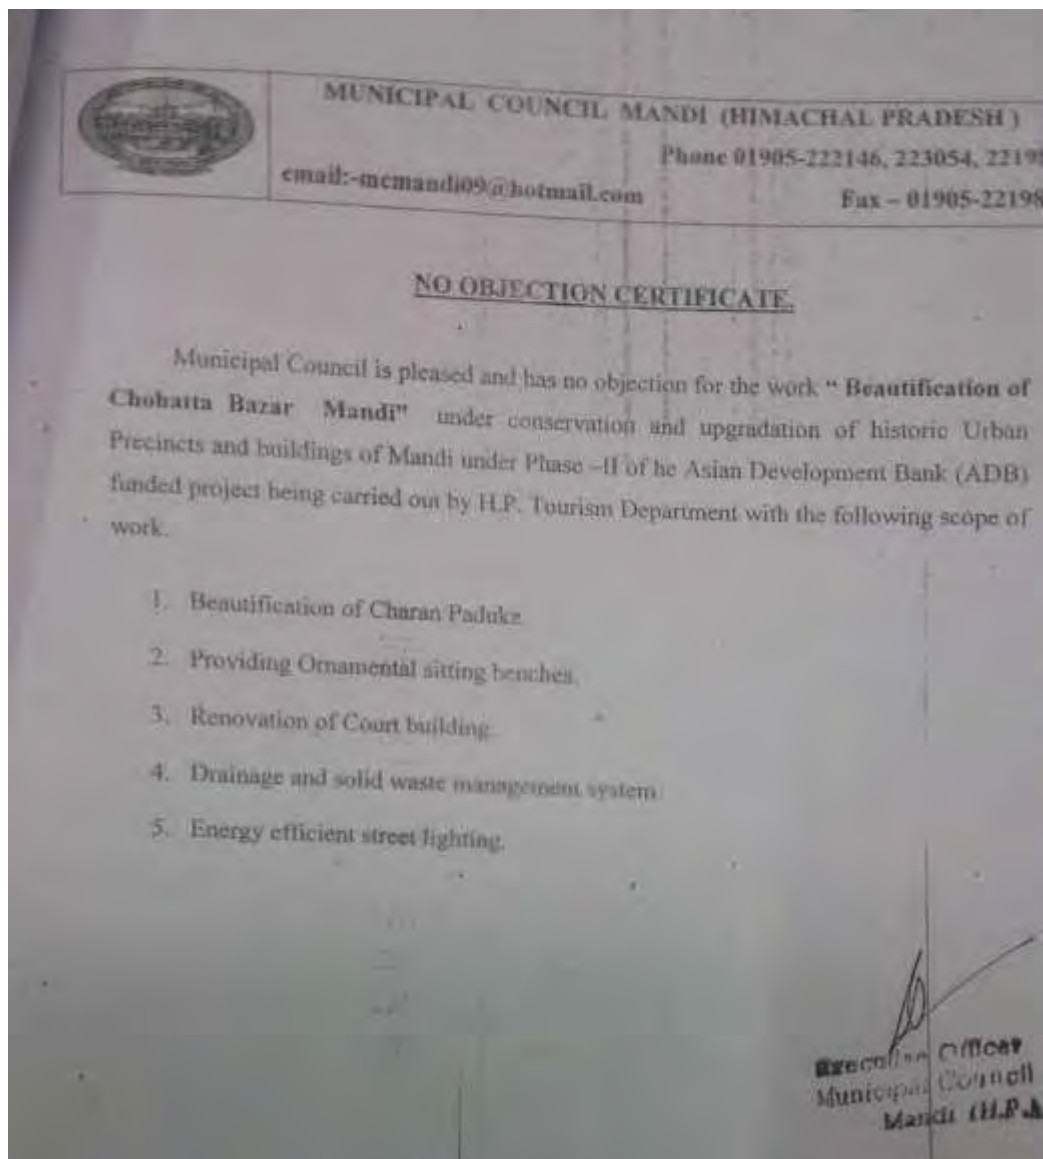 MUNICIPAL COUNCIL MANDI (HIMACHAL PRADESH )
Phone 01905-222146, 223054, 22198
email:-mcmandi09@hotmail.com
Fax – 01905-22198
NO OBJECTION CERTIFICATE.
Municipal Council is pleased and has no objection for the work “ Beautification of
Chohatta Bazar Mandi" under conservation and upgradation of historic Urban
Precincts and buildings of Mandi under Phase –II of he Asian Development Bank (ADB)
funded project being carried out by H.P. Tourism Department with the following scope of
work.
1. Beautification of Charan Paduka
2. Providing Ornamental sitting benches.
3. Renovation of Court building.
4. Drainage and solid waste management system
5. Energy efficient street lighting.
Executive Officer
Municipal Council
Mandi (H.P.)